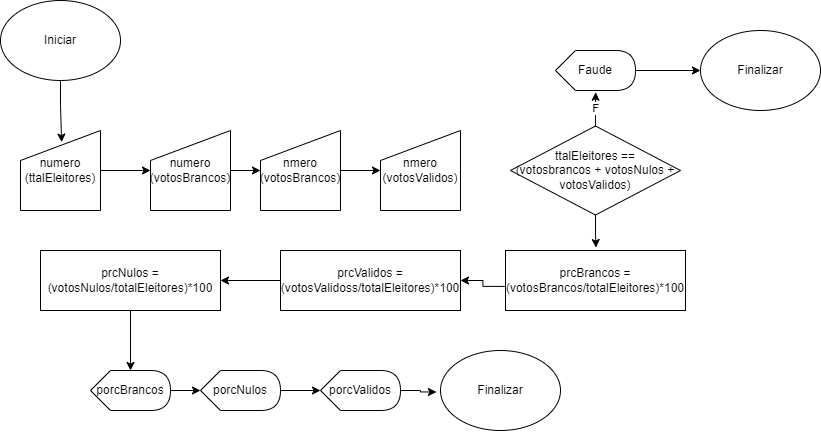 Iniciar
numero
(ttalEleitores)
numero
(votosBrancos)
nmero
(votosBrancos)
nmero
(votosValidos)
ttalEleitores ==
(votosbrancos + votosNulos +
votosValidos)
F
Faude
Finalizar
prcBrancos =
(votosBrancos/totalEleitores)*100
prcValidos =
(votosValidoss/totalEleitores)*100
prcNulos =
(votosNulos/totalEleitores)*100
porcBrancos
porcNulos
porcValidos
Finalizar